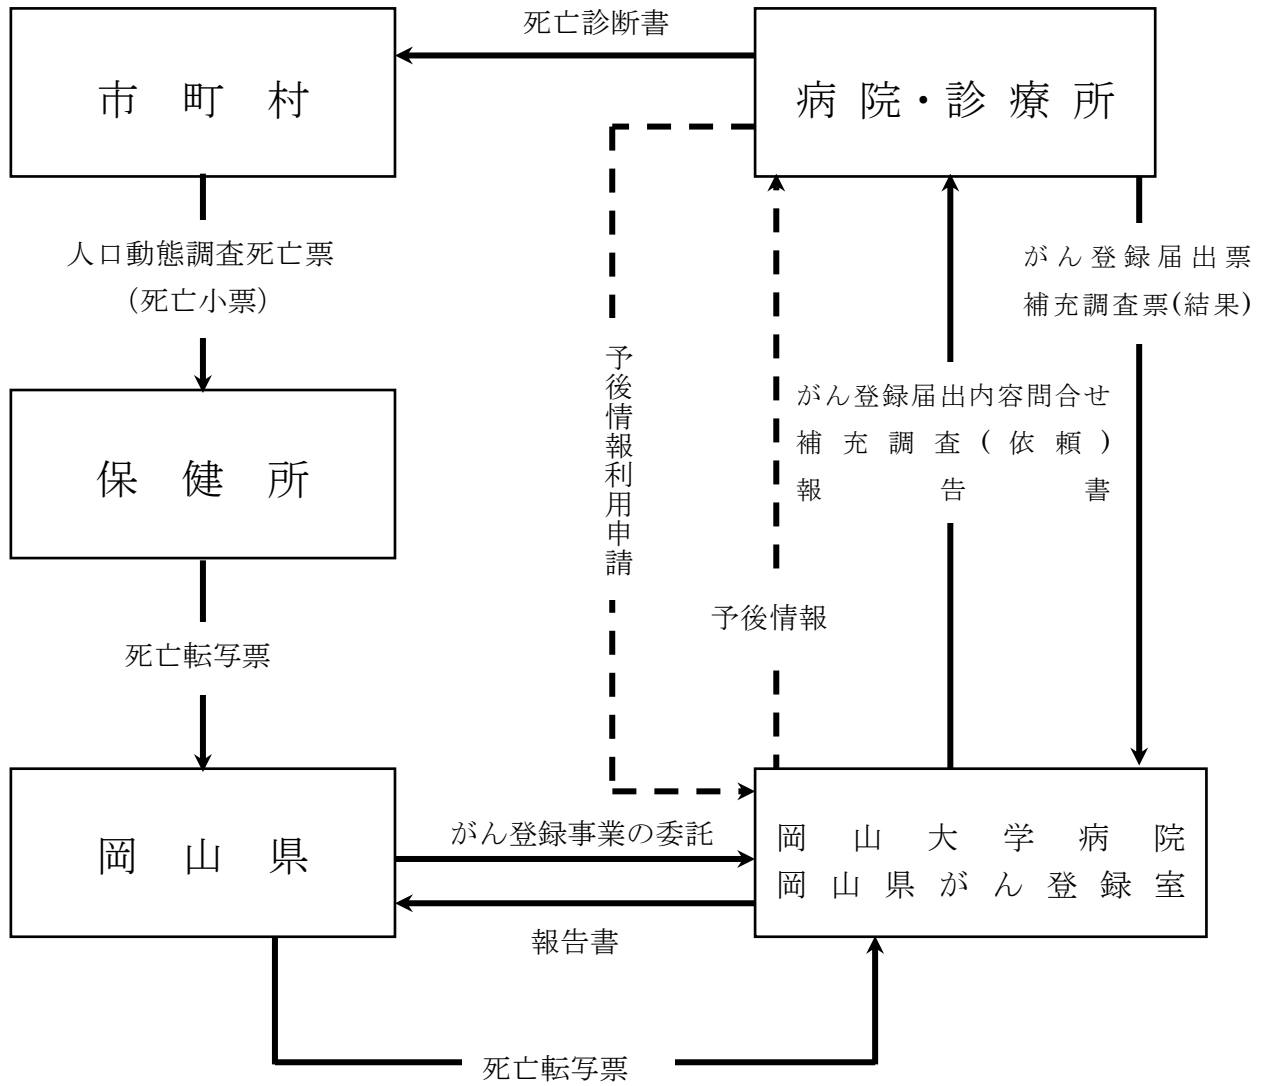 死亡診断書
市町村
病院・診療所
人口動態調査死亡票
（死亡小票）
がん登録届出票
補充調査票(結果)
予後情報利用申請
がん登録届出内容問合せ
補充調査(依頼)
報告書
保健所
予後情報
死亡転写票
岡山県
がん登録事業の委託
報告書
岡山大学病院
岡山県がん登録室
死亡転写票